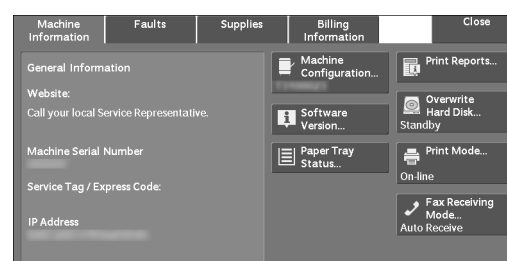 Machine
Information
Faults
Supplies
Billing
Information
Close
General Information
Website:
Call your local Service Representative.
Machine Serial Number
Service Tag / Express Code:
IP Address
Machine
Configuration...
Software
Version...
Paper Tray
Status...
Print Reports...
Overwrite
Hard Disk...
Standby
Print Mode...
On-line
Fax Receiving
Mode...
Auto Receive